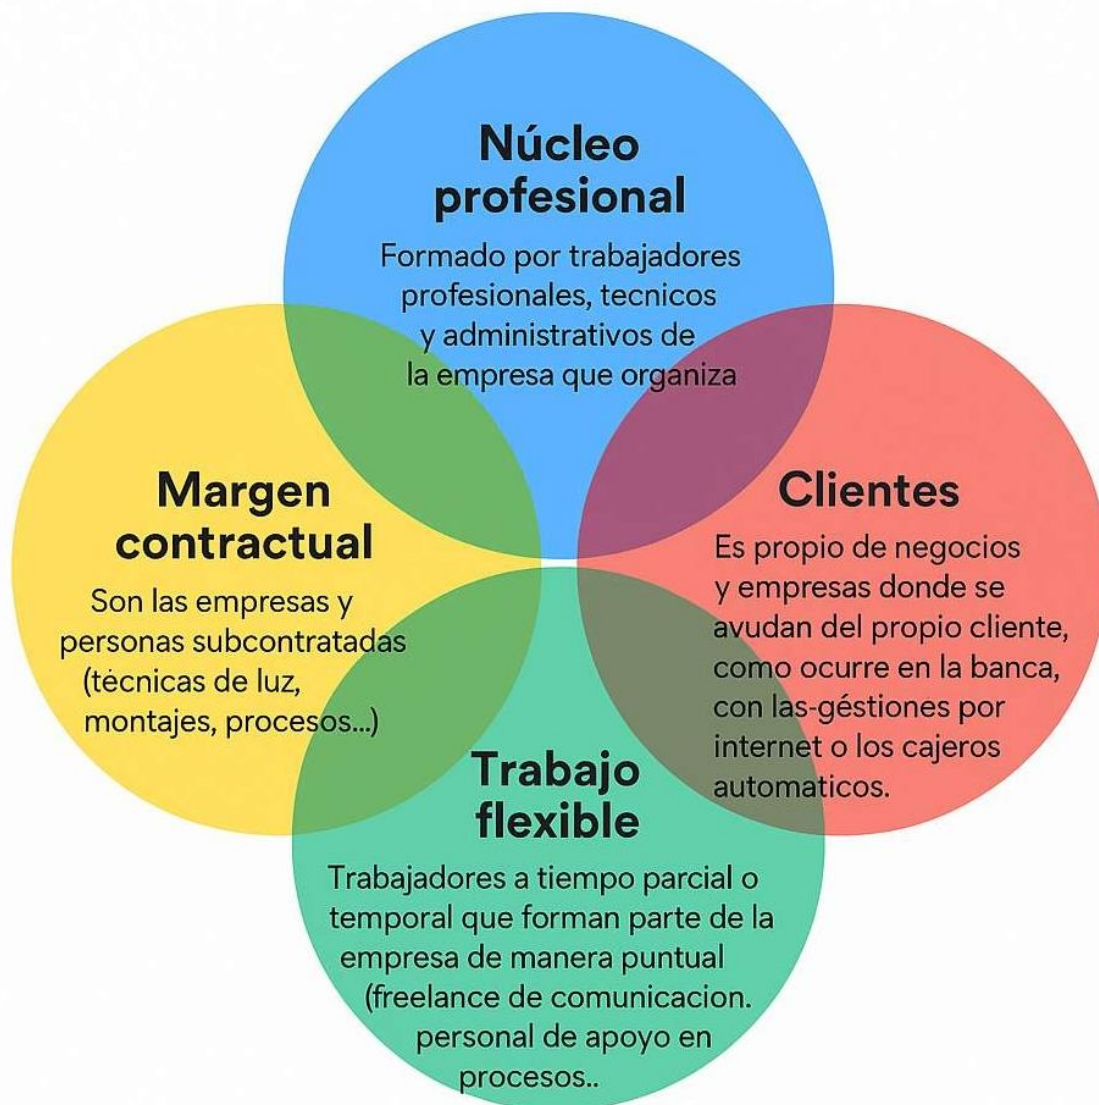 Núcleo
profesional
Formado por trabajadores
profesionales, tecnicos
y administrativos de
la empresa que organiza
Margen
contractual
Son las empresas y
personas subcontratadas
(técnicas de luz,
montajes, procesos...)
Clientes
Es propio de negocios
y empresas donde se
avudan del propio cliente,
como ocurre en la banca,
con las-géstiones por
internet o los cajeros
automaticos.
Trabajo
flexible
Trabajadores a tiempo parcial o
temporal que forman parte de la
empresa de manera puntual
(freelance de comunicacion.
personal de apoyo en
procesos..